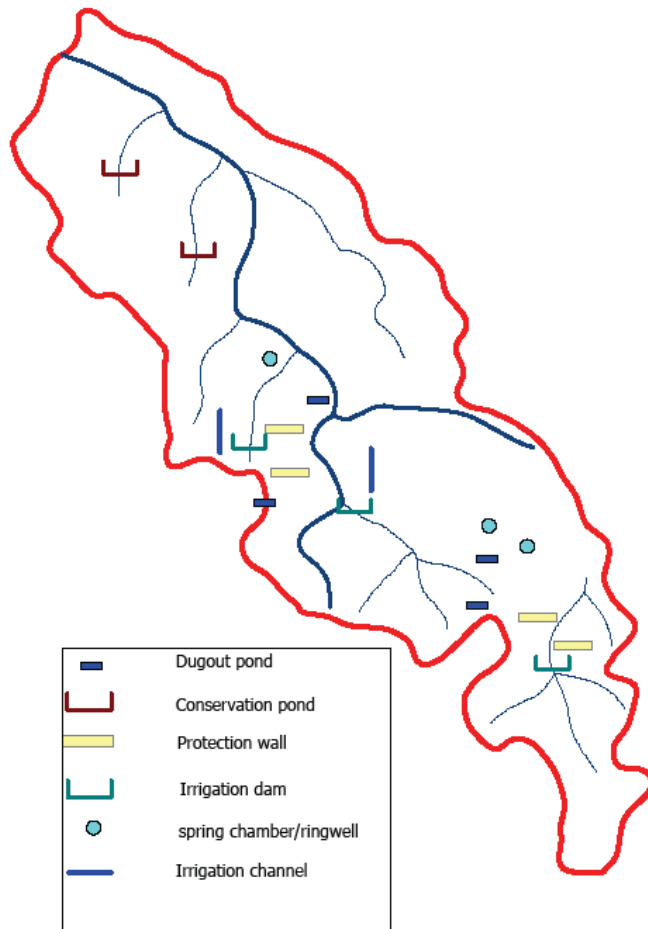 Dugout pond
Conservation pond
Protection wall
Irrigation dam
spring chamber/ringwell
Irrigation channel